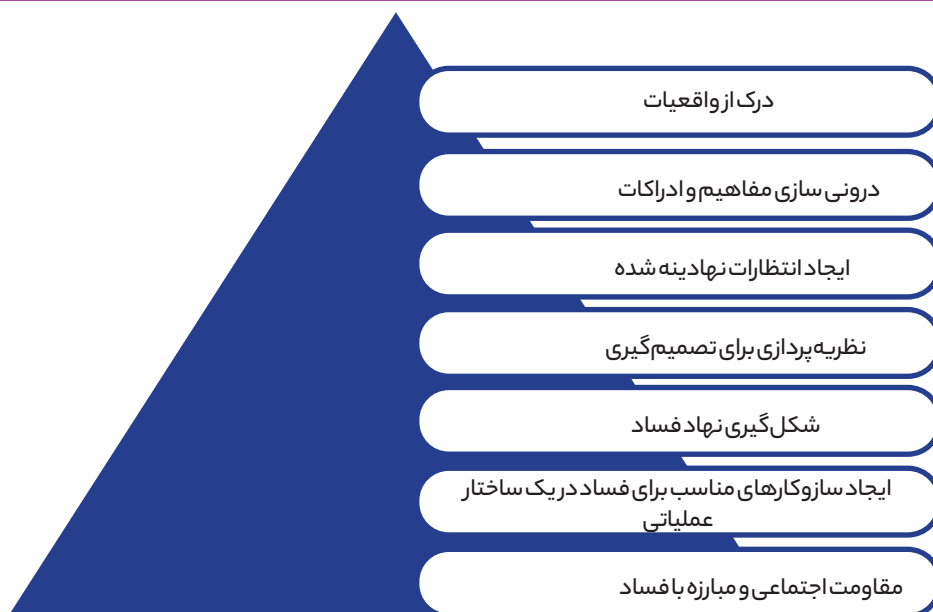 درک از واقعیات
درونی سازی مفاهیم و ادراکات
ایجاد انتظارات نهادینه شده
نظریه‌پردازی برای تصمیم‌گیری
شکل‌گیری نهاد فساد
ایجاد سازوکارهای مناسب برای فساد در یک ساختار
عملیاتی
مقاومت اجتماعی و مبارزه با فساد